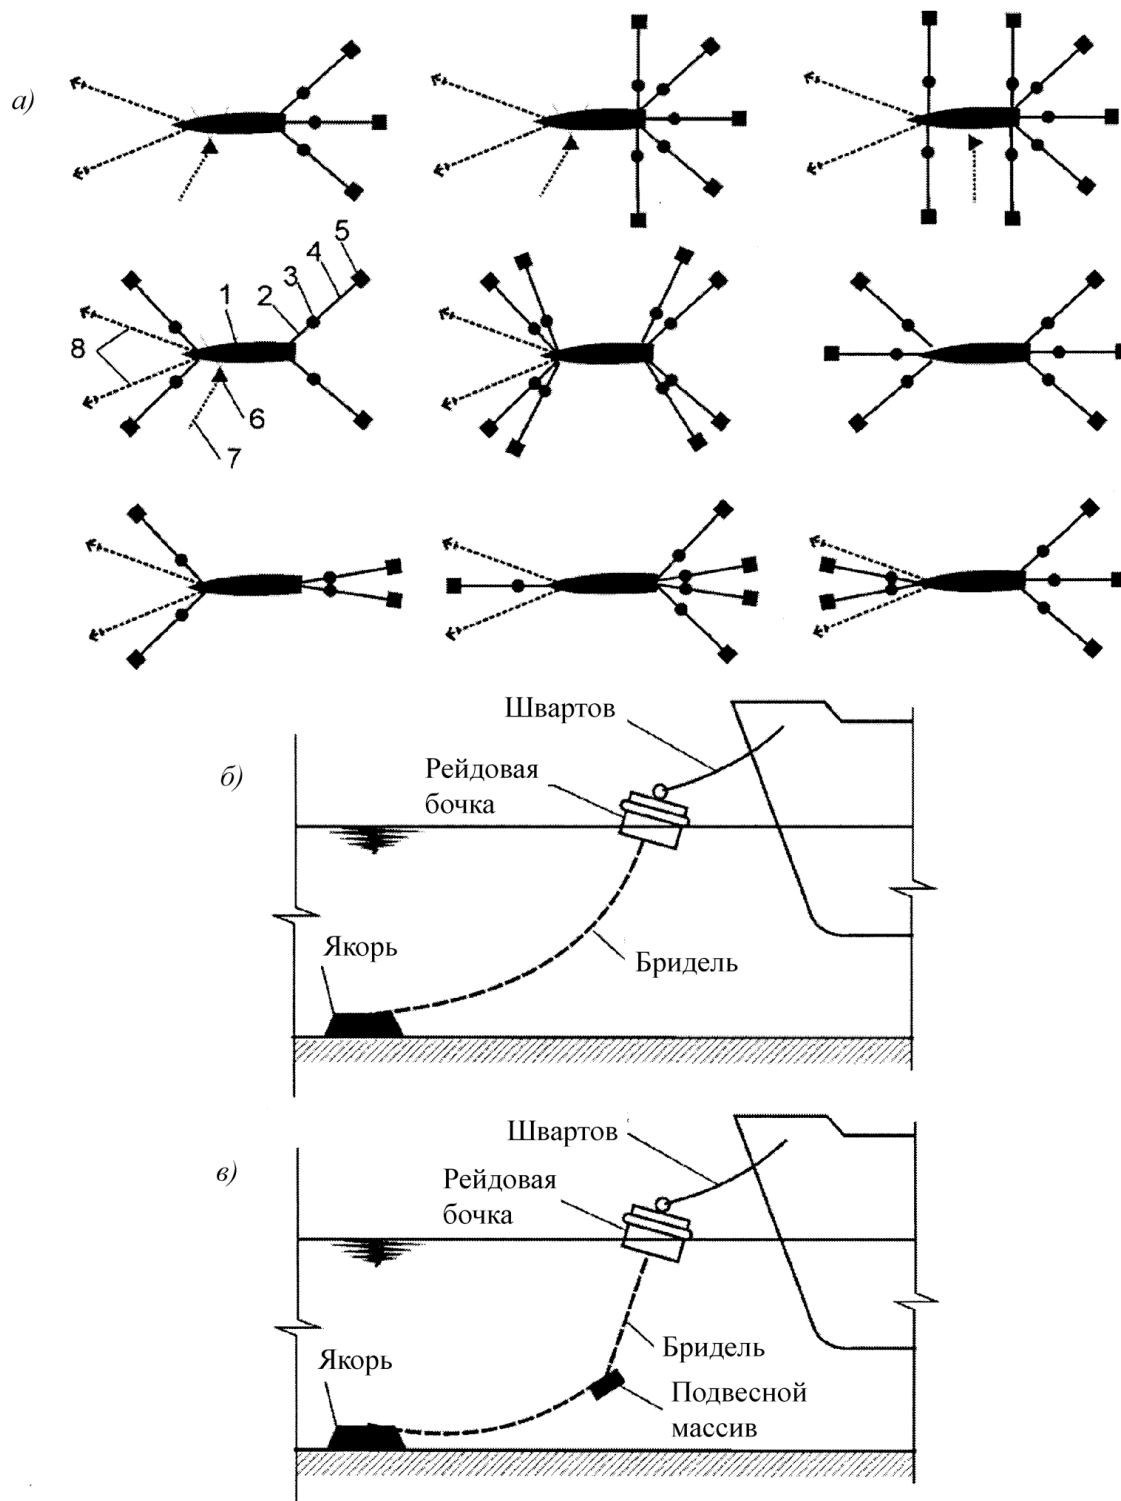 а)
5
4
3
2
1
8
6
7
б)
Швартов
Рейдовая
бочка
Якорь
Бридель
в)
Швартов
Рейдовая
бочка
Якорь
Бридель
Подвесной
массив